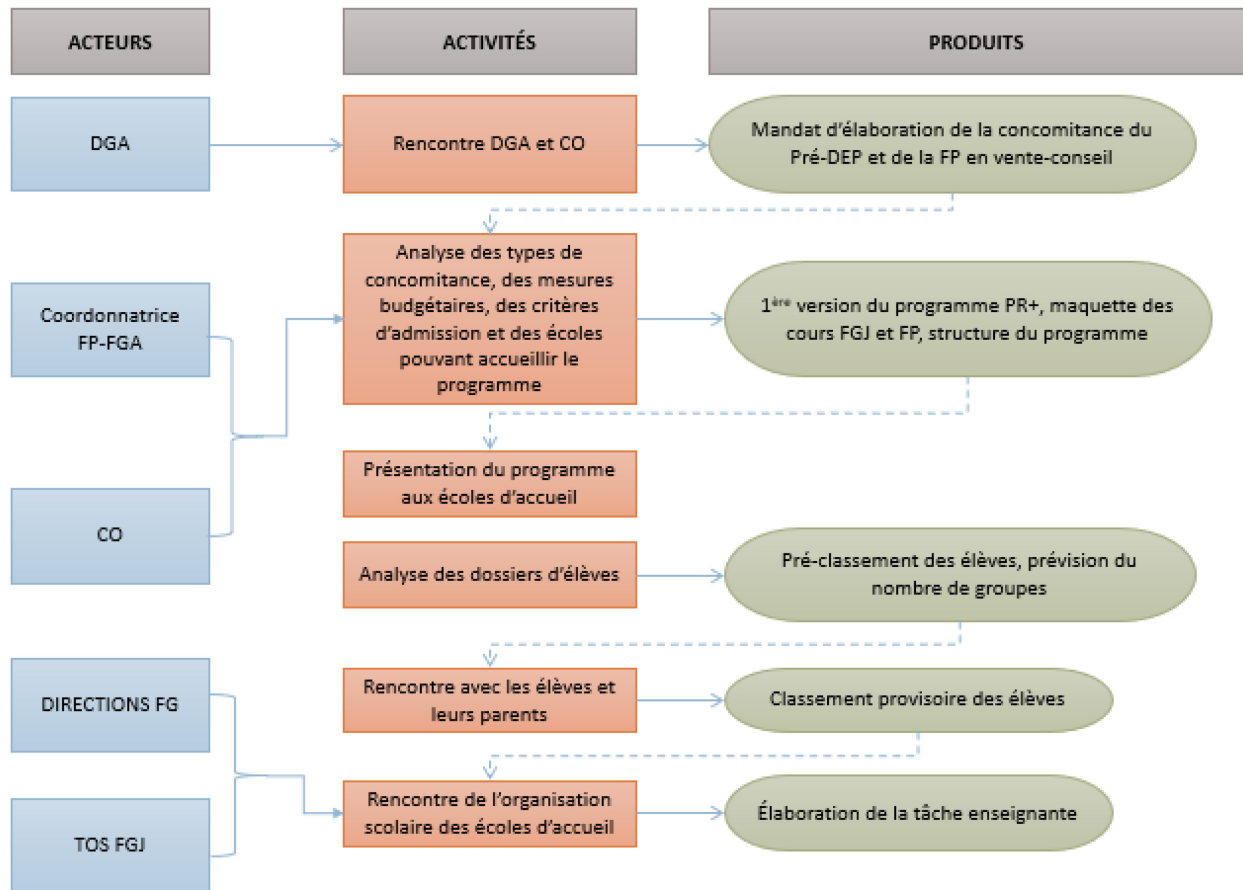 ACTEURS
ACTIVITÉS
PRODUITS
DGA
Rencontre DGA et CO
Mandat d’élaboration de la concomitance du
Pré-DEP et de la FP en vente-conseil
Coordonnatrice
FP-FGA
Analyse des types de
concomitance, des mesures
budgétaires, des critères
d’admission et des écoles
pouvant accueillir le
programme
1ère version du programme PR+, maquette des
cours FGJ et FP, structure du programme
CO
Présentation du programme
aux écoles d’accueil
Analyse des dossiers d’élèves
Pré-classement des élèves, prévision du
nombre de groupes
DIRECTIONS FG
Rencontre avec les élèves et
leurs parents
Classement provisoire des élèves
TOS FGJ
Rencontre de l’organisation
scolaire des écoles d’accueil
Élaboration de la tâche enseignante